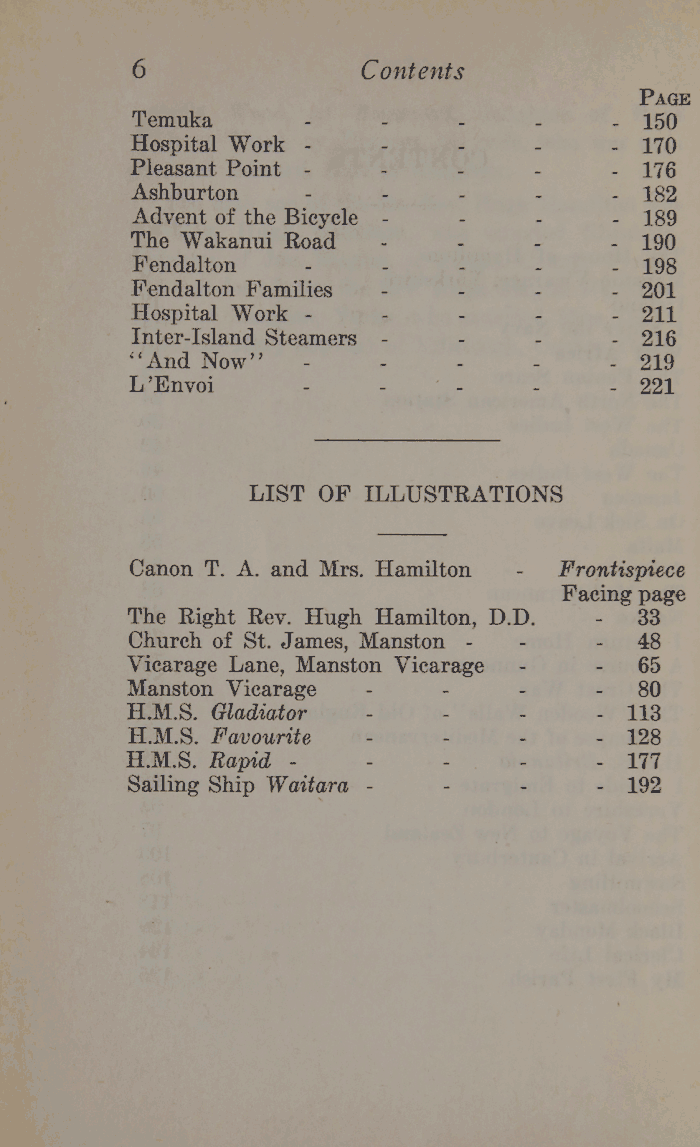 6 Contents
PAGE
Temuka - - - - - 150
Hospital Work - - - - - 170
Pleasant Point - - - - - 176
Ashburton - - - - - 182
Advent of the Bicycle - - - - 189
The Wakanui Road - - - - 190
Fendalton - - - - - 198
Fendalton Families - - - - 201
Hospital Work - - - - - 211
Inter-Island Steamers - - - - 216
‘‘And Now’’ - - - - - 219
L’Envoi - - - - - 221
LIST OF ILLUSTRATIONS
Canon T. A. and Mrs. Hamilton - Frontispiece
Facing page
The Right Rev. Hugh Hamilton, D.D. - 33
Church of St. James, Manston - - - 48
Vicarage Lane, Manston Vicarage - - 65
Manston Vicarage - - - - 80
H.M.S. Gladiator - - - - 113
H.M.S. Favourite - - - - 128
H.M.S. Rapid - - - - - 177
Sailing Ship Waitara - - - - 192